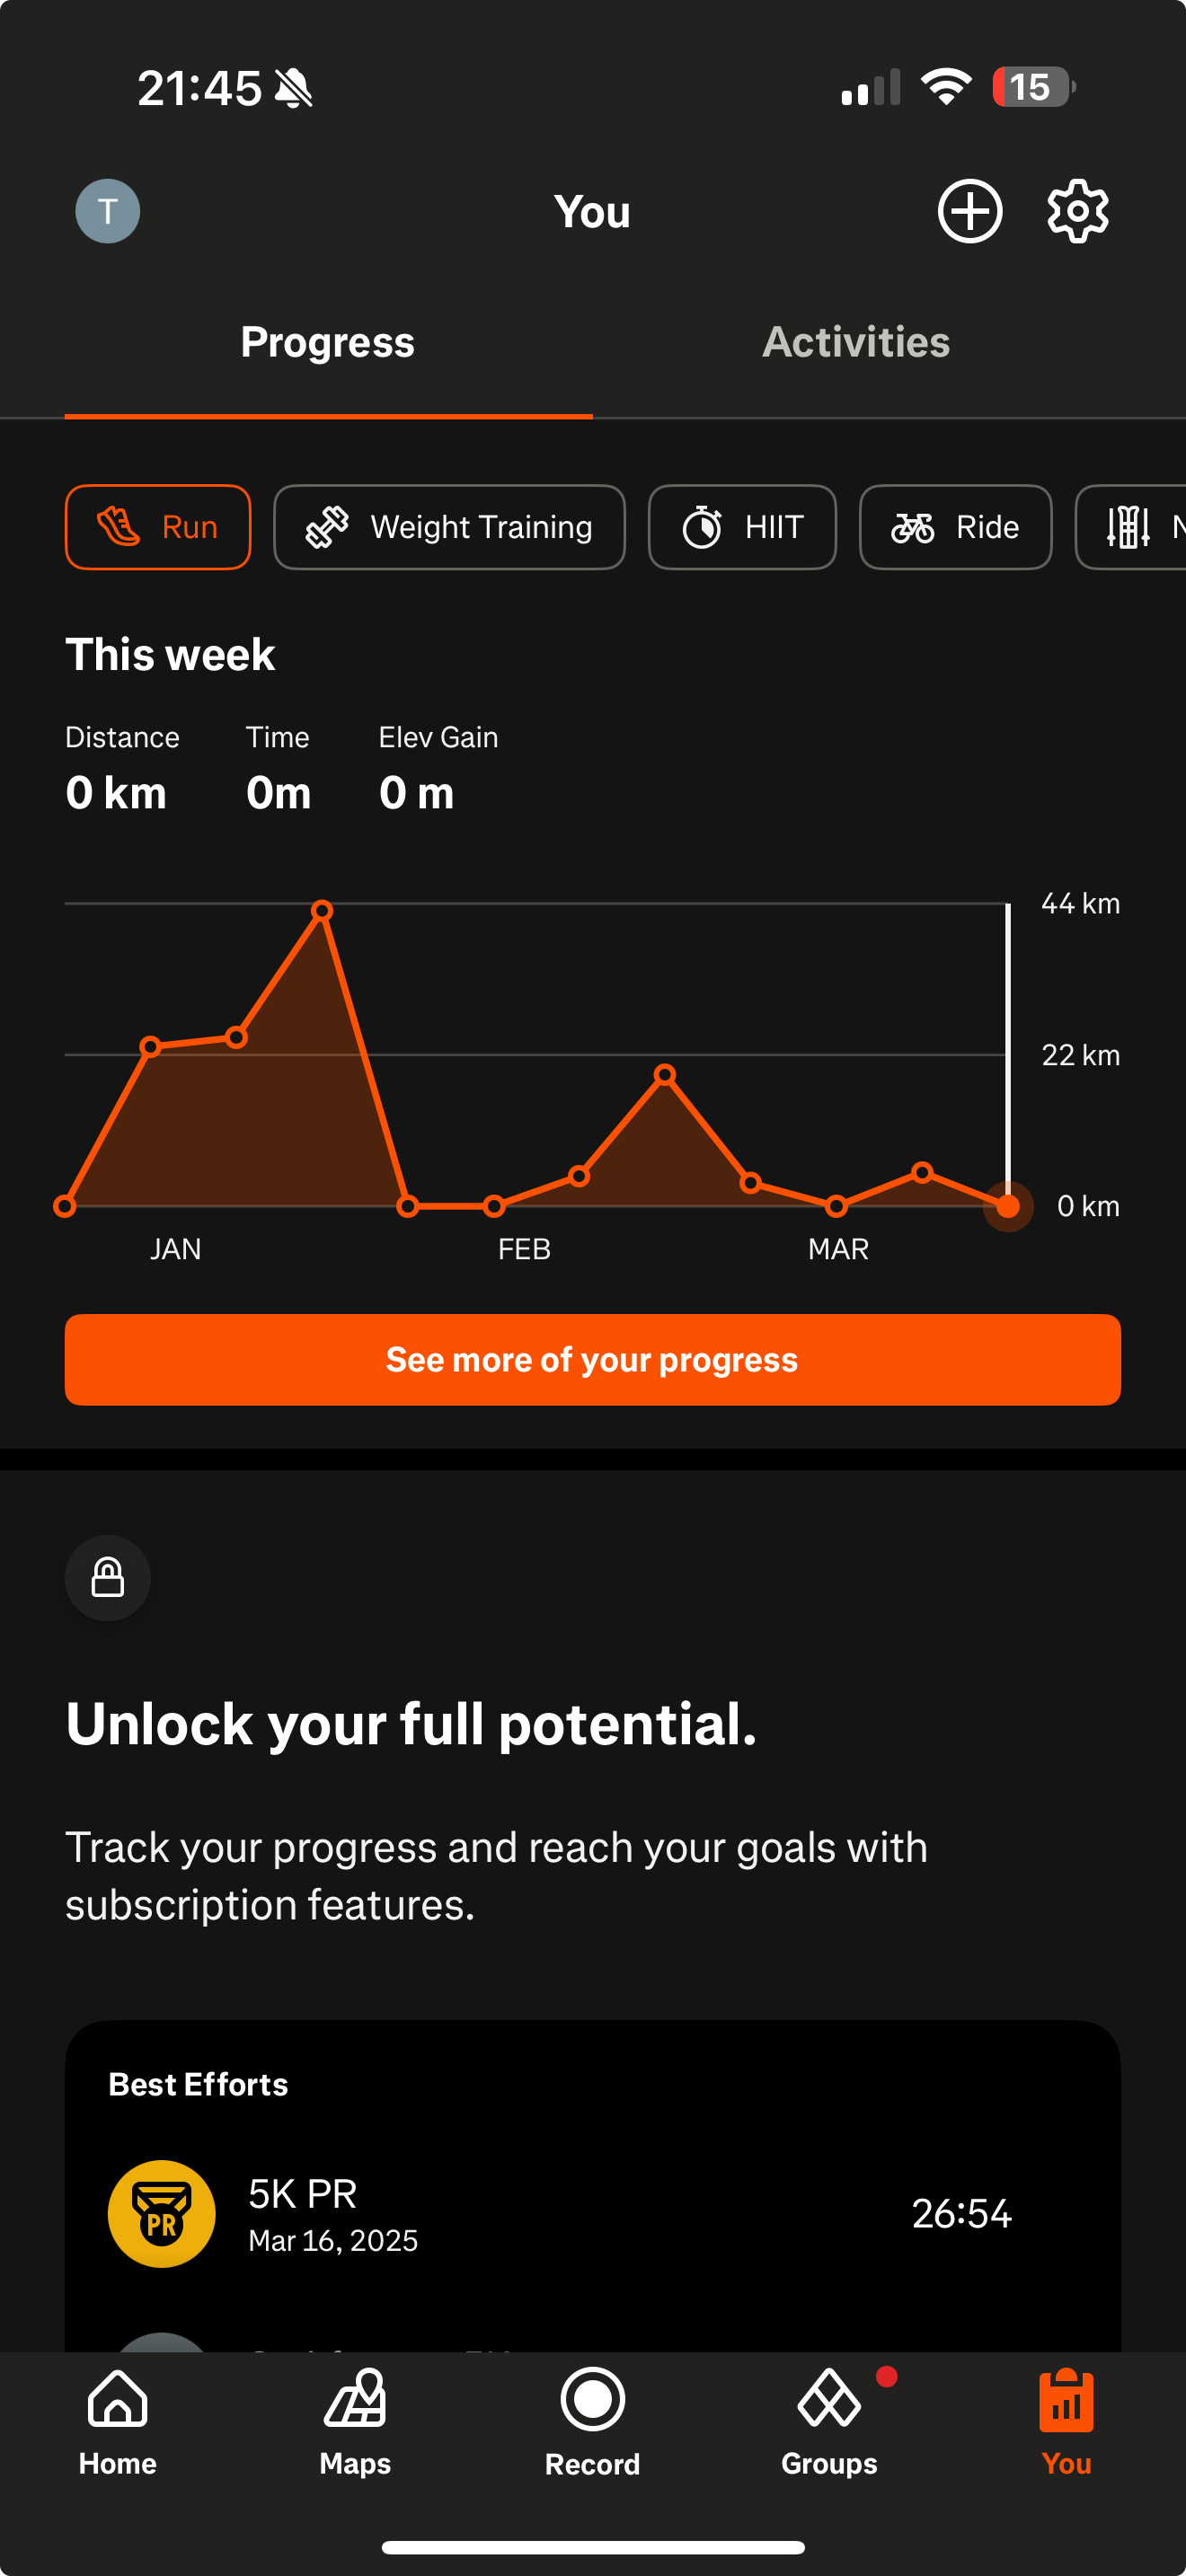 21:45
15
T
You
Progress
Activities
Run
Weight Training
HIIT
Ride
This week
Distance
Time
Elev Gain
0 km
0m
0 m
44 km
22 km
0 km
JAN
FEB
MAR
See more of your progress
Unlock your full potential.
Track your progress and reach your goals with
subscription features.
Best Efforts
PR
5K PR
Mar 16, 2025
26:54
Home
Maps
Record
Groups
You